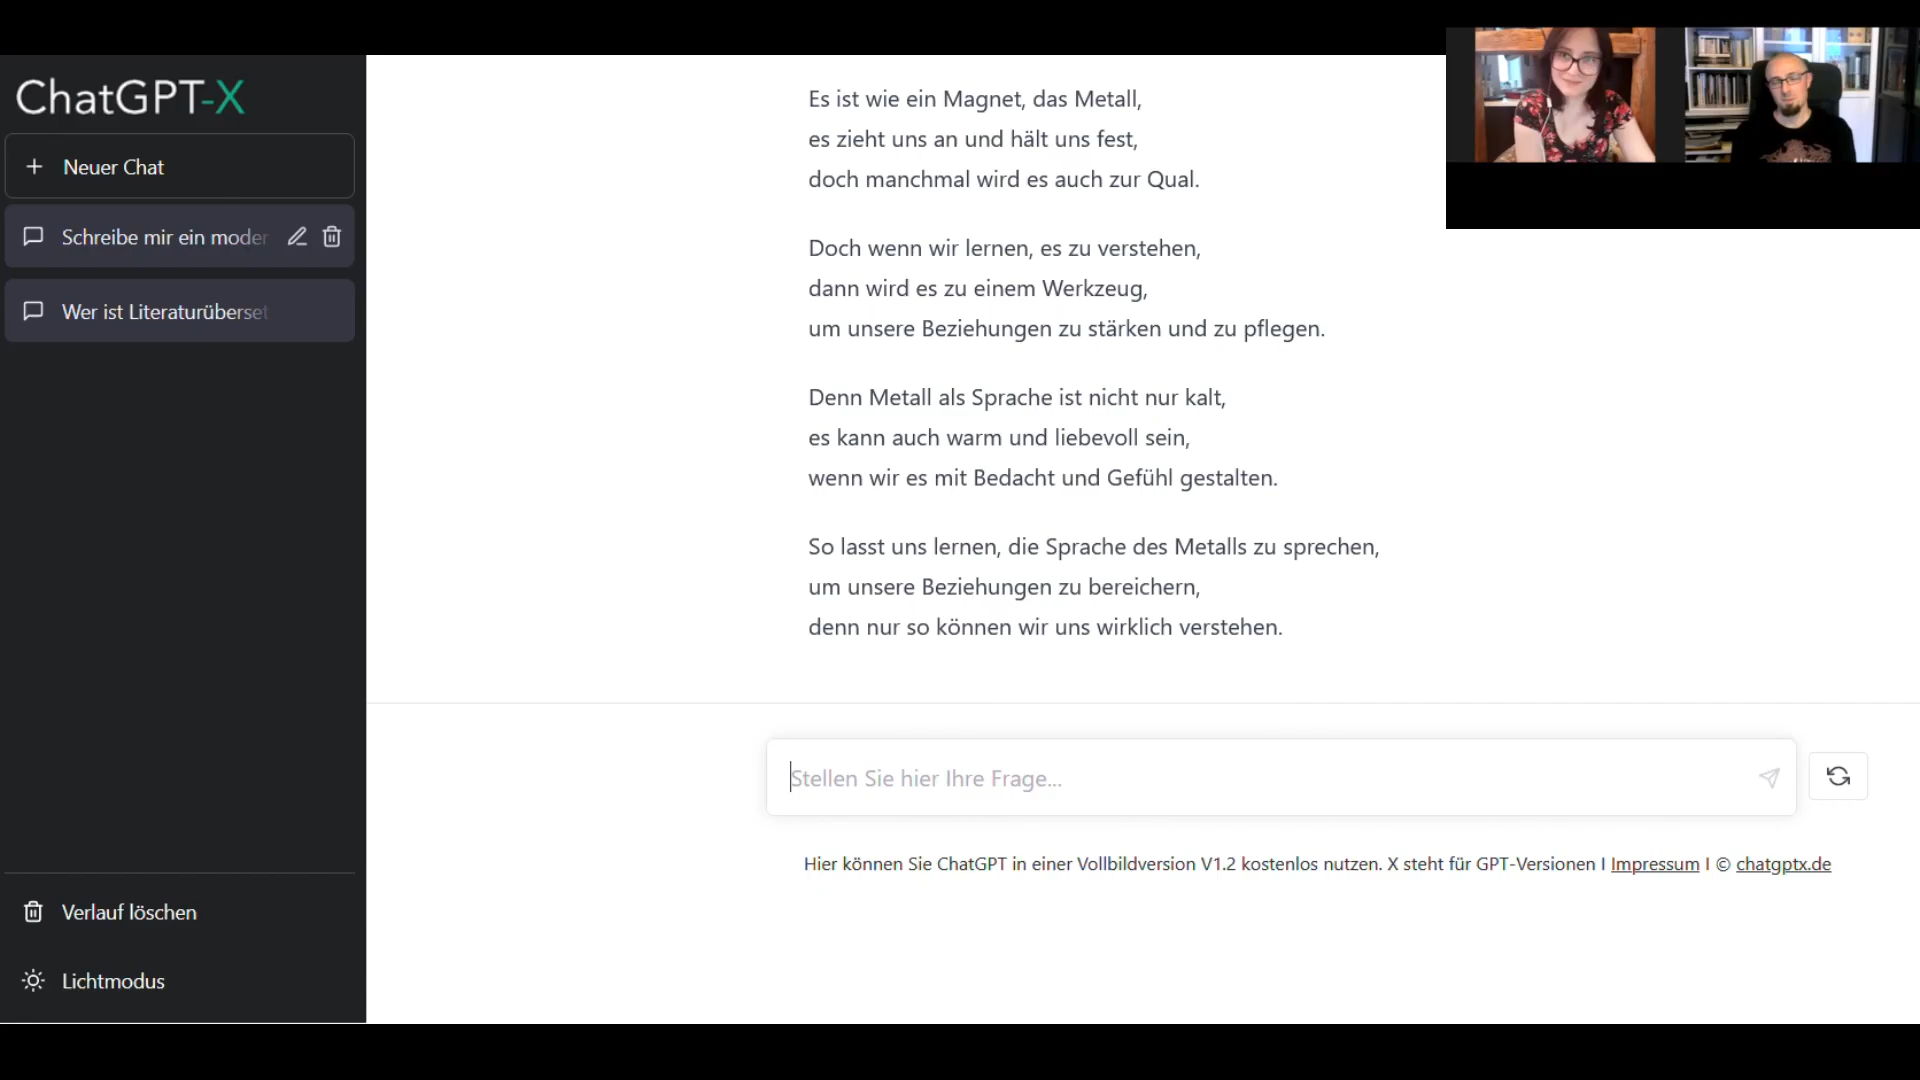 ChatGPT-X
Neuer Chat
Schreibe mir ein moder
Wer ist Literaturüberset
Verlauf löschen
Lichtmodus
Es ist wie ein Magnet, das Metall,
es zieht uns an und hält uns fest,
doch manchmal wird es auch zur Qual.
Doch wenn wir lernen, es zu verstehen,
dann wird es zu einem Werkzeug,
um unsere Beziehungen zu stärken und zu pflegen.
Denn Metall als Sprache ist nicht nur kalt,
es kann auch warm und liebevoll sein,
wenn wir es mit Bedacht und Gefühl gestalten.
So lasst uns lernen, die Sprache des Metalls zu sprechen,
um unsere Beziehungen zu bereichern,
denn nur so können wir uns wirklich verstehen.
Stellen Sie hier Ihre Frage...
Hier können Sie ChatGPT in einer Vollbildversion V1.2 kostenlos nutzen. X steht für GPT-Versionen I Impressum I © chatgptx.de